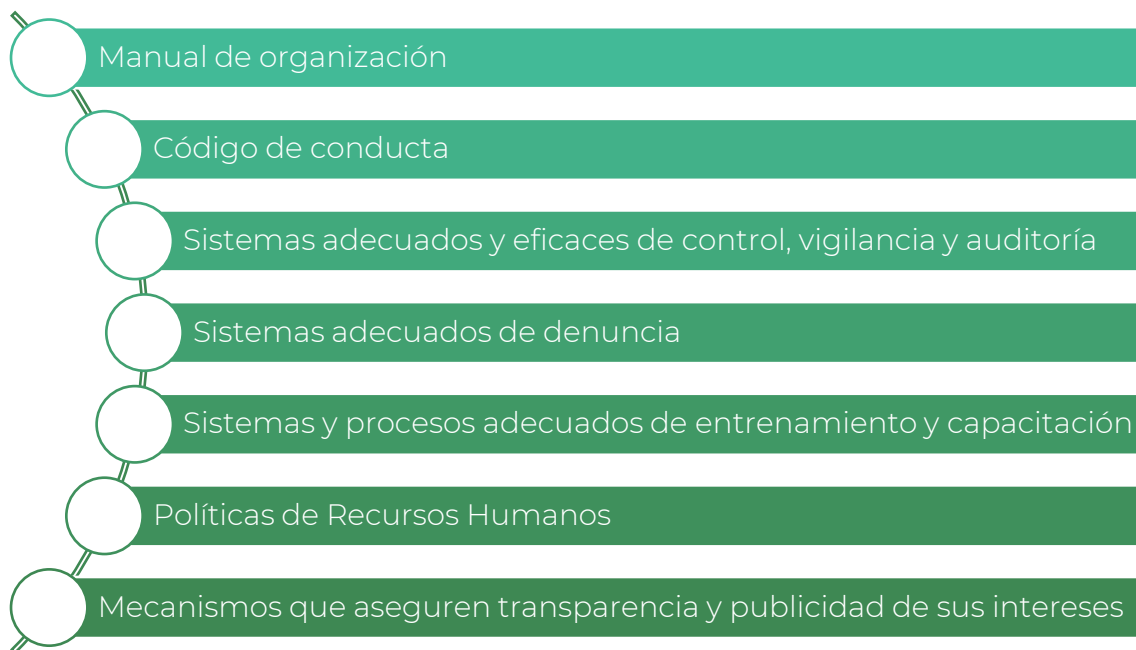 Manual de organización
Código de conducta
Sistemas adecuados y eficaces de control, vigilancia y auditoría
Sistemas adecuados de denuncia
Sistemas y procesos adecuados de entrenamiento y capacitación
Políticas de Recursos Humanos
Mecanismos que aseguren transparencia y publicidad de sus intereses